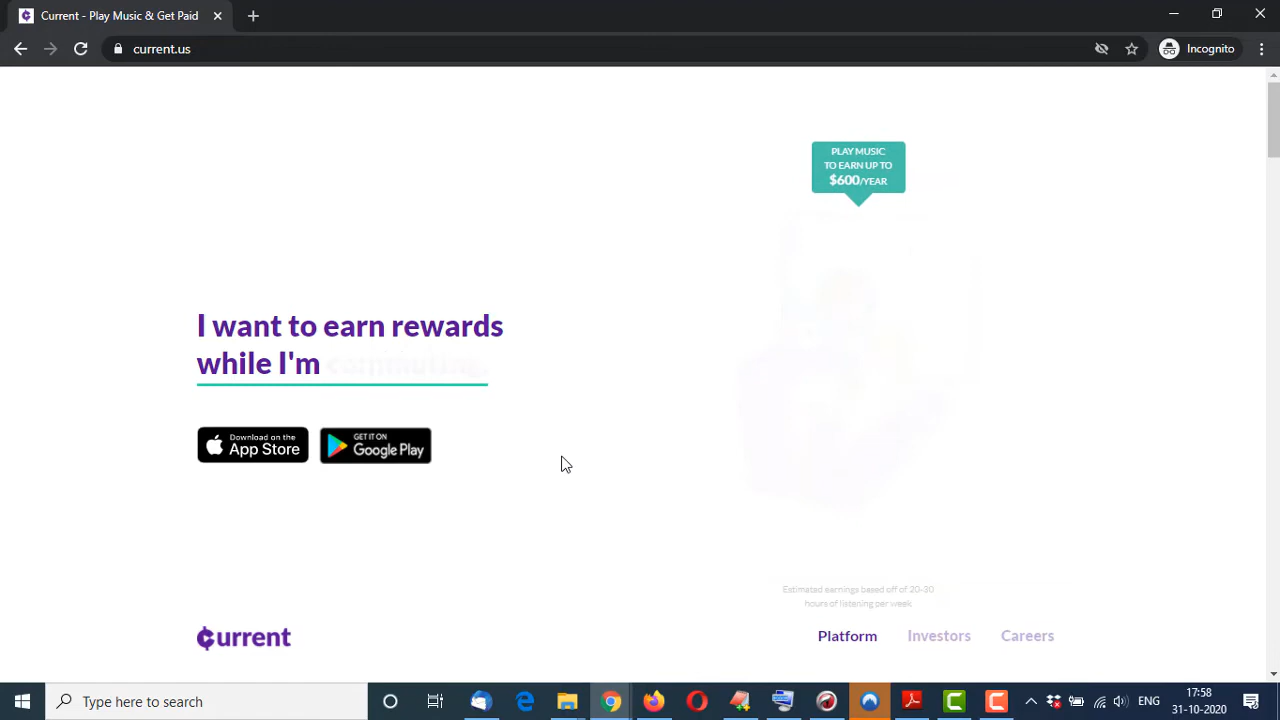 Current - Play Music & Get Paid
current.us
Incognito
PLAY MUSIC
TO EARN UP TO
$600/YEAR
I want to earn rewards
while I'm commuting.
Download on the
App Store
GET IT ON
Google Play
Estimated earnings based off of 20-30
hours of listening per week
Current
Platform
Investors
Careers
Type here to search
ENG
17:58
31-10-2020